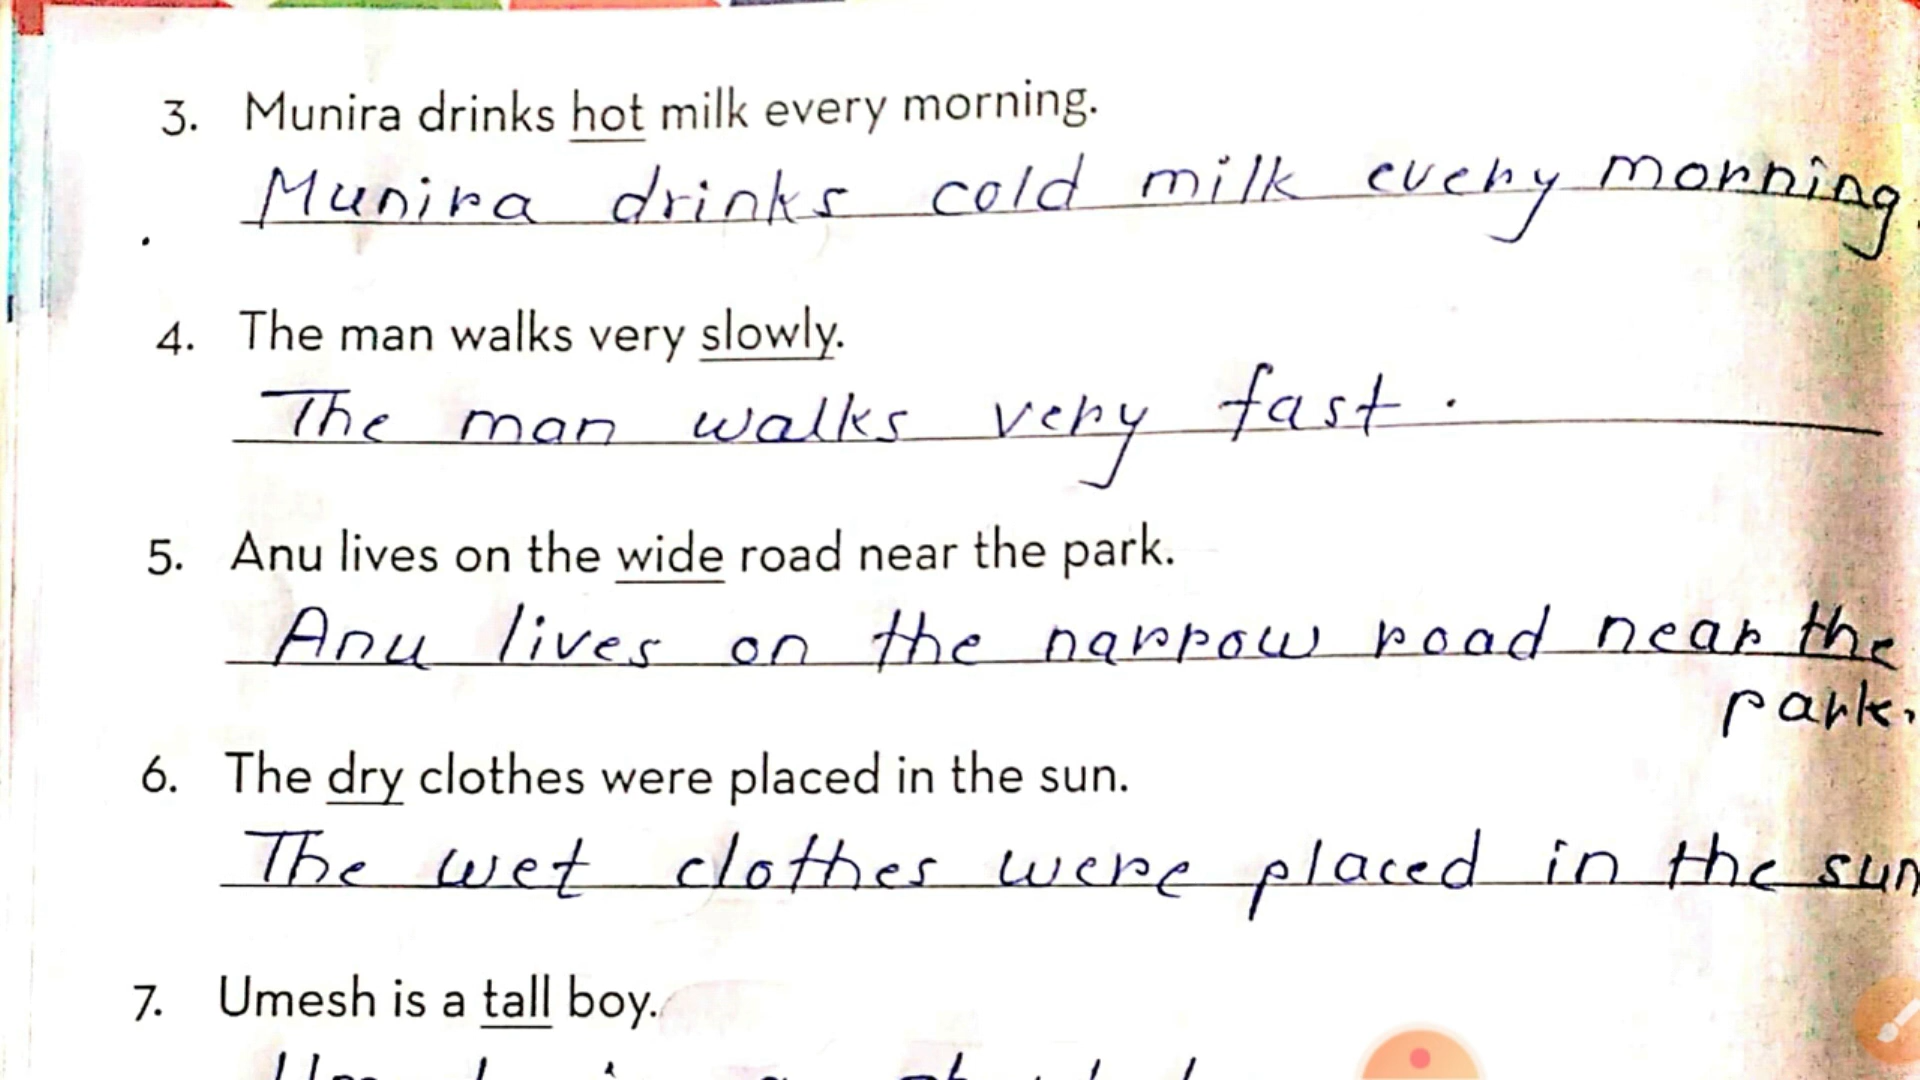 3. Munira drinks hot milk every morning.
Munira drinks cold milk every morning.
4. The man walks very slowly.
The man walks very fast.
5. Anu lives on the wide road near the park.
Anu lives on the narrow road near the
park.
6. The dry clothes were placed in the sun.
The wet clothes were placed in the sun
7. Umesh is a tall boy.